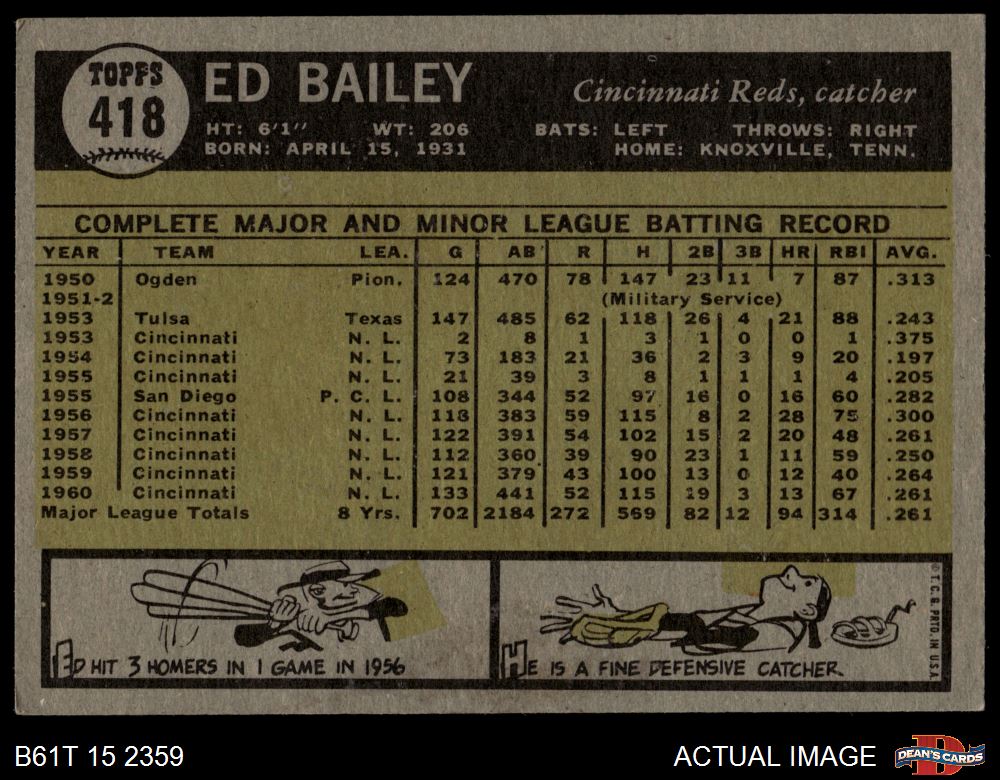 TOPPS
418
ED BAILEY
Cincinnati Reds, catcher
HT: 6'1" WT: 206 BATS: LEFT THROWS: RIGHT
BORN: APRIL 15, 1931 HOME: KNOXVILLE, TENN.
COMPLETE MAJOR AND MINOR LEAGUE BATTING RECORD
YEAR TEAM LEA. G AB R H 2B 3B HR RBI AVG.
1950 Ogden Pion. 124 470 78 147 23 11 7 87 .313
1951-2 (Military Service)
1953 Tulsa Texas 147 485 62 118 26 4 21 88 .243
1953 Cincinnati N. L. 2 8 1 3 1 0 0 1 .375
1954 Cincinnati N. L. 73 183 21 36 2 3 9 20 .197
1955 Cincinnati N. L. 21 39 3 8 1 1 1 4 .205
1955 San Diego P. C. L. 108 344 52 97 16 0 16 60 .282
1956 Cincinnati N. L. 118 383 59 115 8 2 28 75 .300
1957 Cincinnati N. L. 122 391 54 102 15 2 20 48 .261
1958 Cincinnati N. L. 112 360 39 90 23 1 11 59 .250
1959 Cincinnati N. L. 121 379 43 100 13 0 12 40 .264
1960 Cincinnati N. L. 133 441 52 115 19 3 13 67 .261
Major League Totals 8 Yrs. 702 2184 272 569 82 12 94 314 .261
ED HIT 3 HOMERS IN 1 GAME IN 1956
HE IS A FINE DEFENSIVE CATCHER.
© T.C.G. PRTD. IN U.S.A.
B61T 15 2359
ACTUAL IMAGE
DEAN'S CARDS